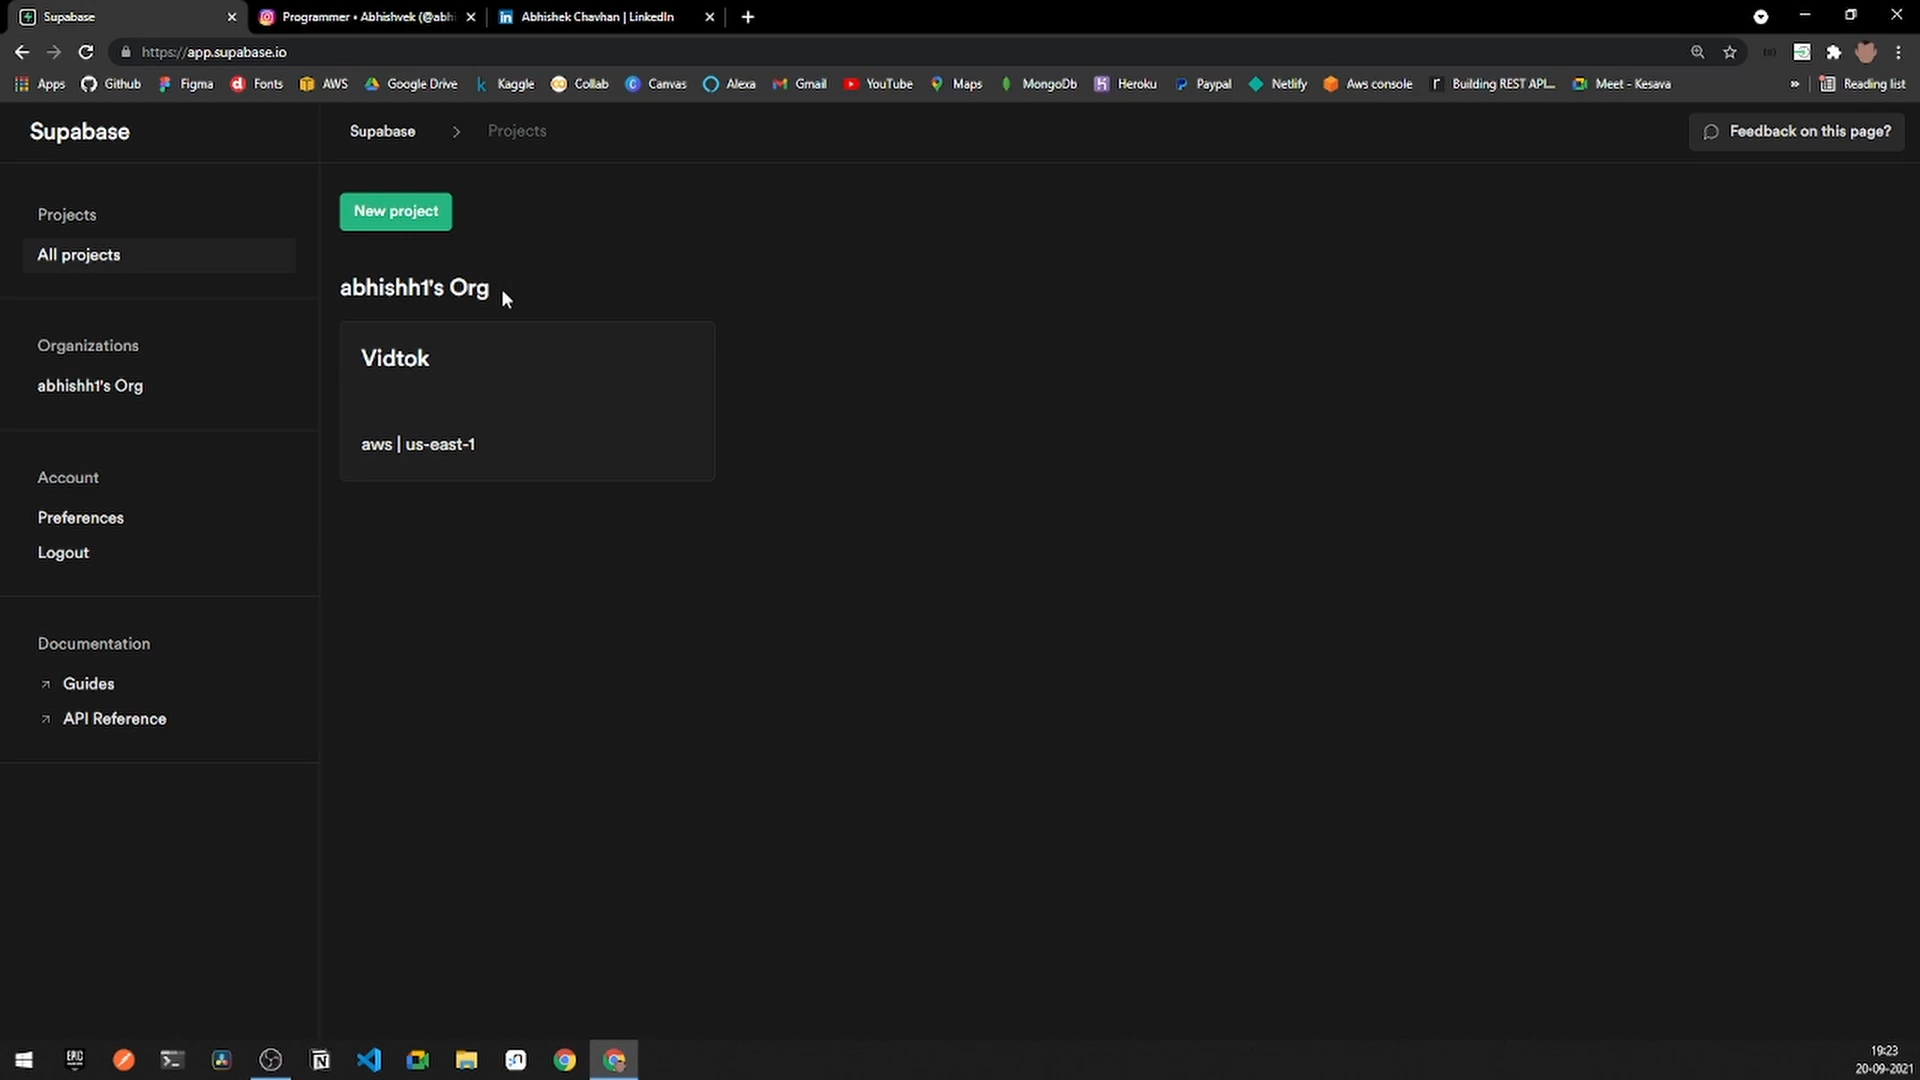 Supabase
Programmer • Abhishvek (@abhi
Abhishek Chavhan | LinkedIn
https://app.supabase.io
Apps
Github
Figma
Fonts
AWS
Google Drive
Kaggle
Collab
Canvas
Alexa
Gmail
YouTube
Maps
MongoDb
Heroku
Paypal
Netlify
Aws console
Building REST API...
Meet - Kesava
Reading list
Supabase
Supabase > Projects
Feedback on this page?
Projects
All projects
Organizations
abhishh1's Org
Account
Preferences
Logout
Documentation
Guides
API Reference
New project
abhishh1's Org
Vidtok
aws | us-east-1
EPIC
19:23
20-09-2021